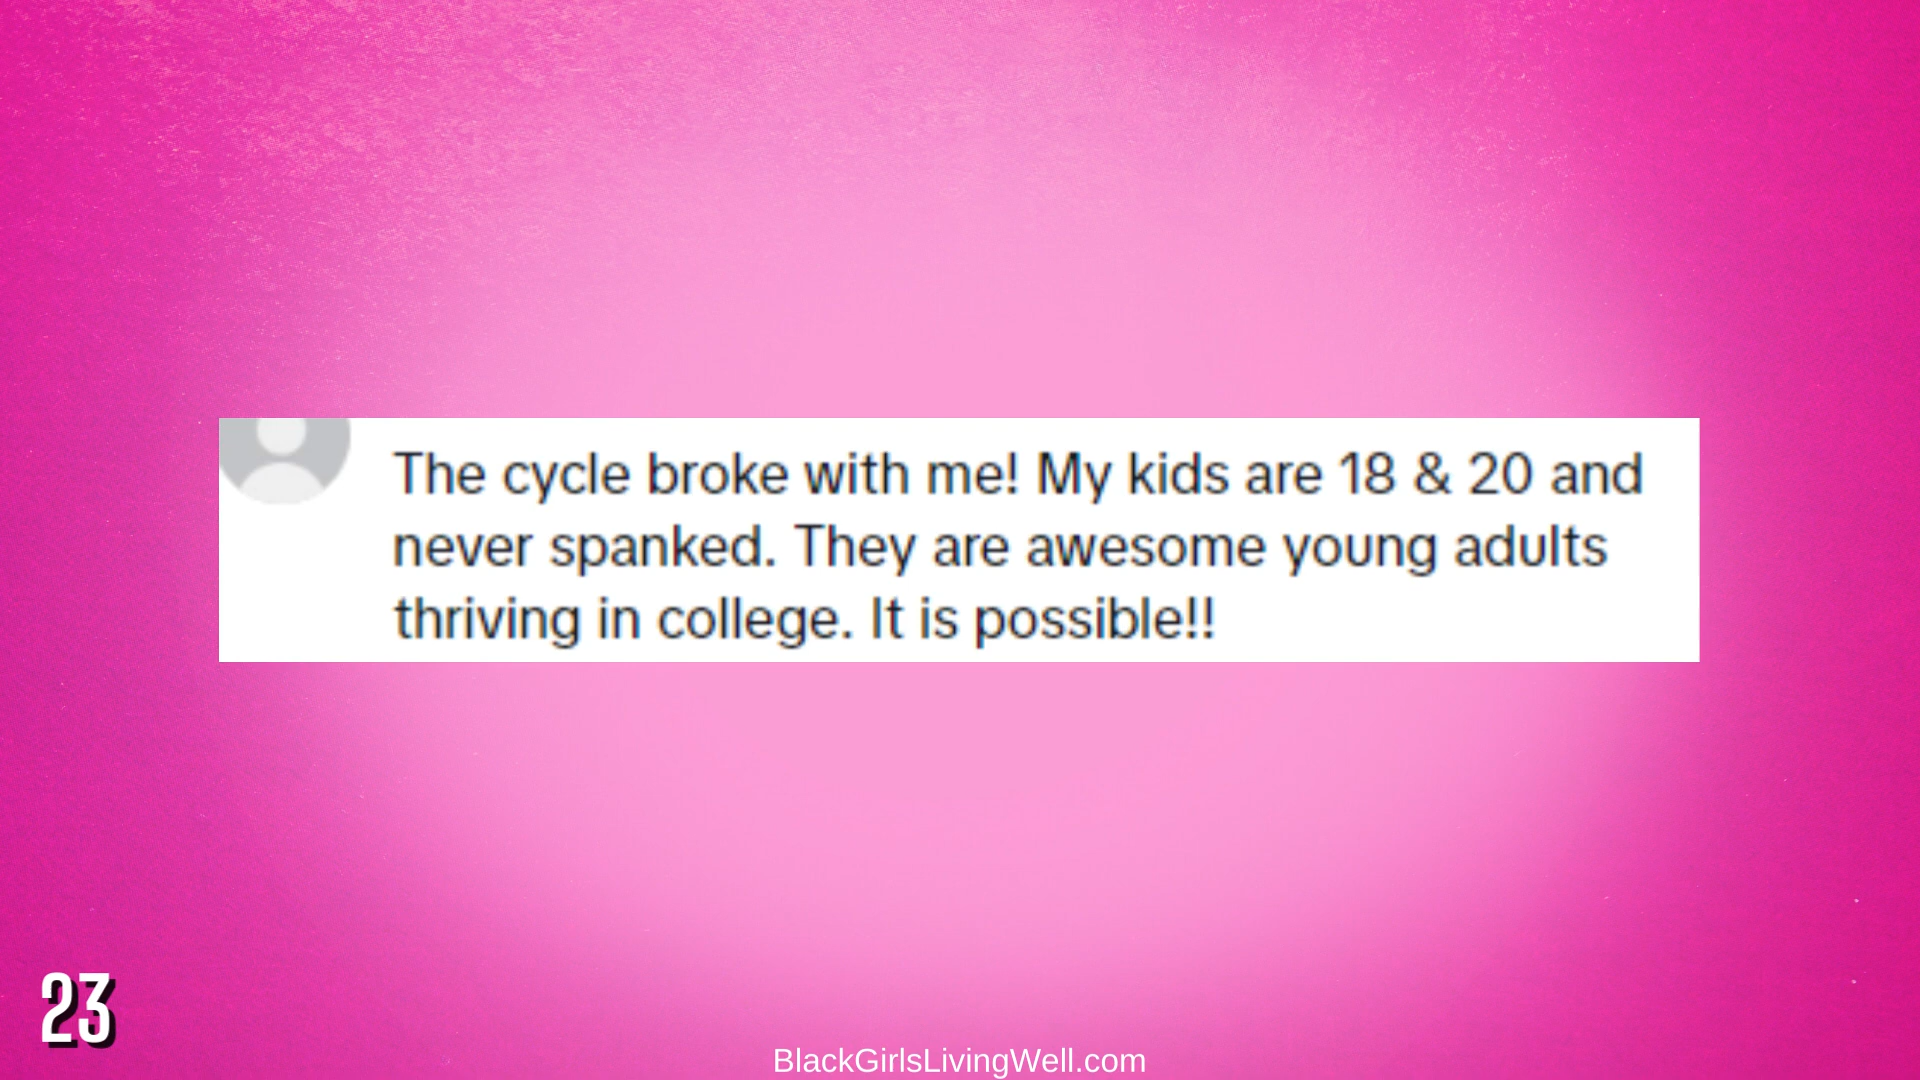 The cycle broke with me! My kids are 18 & 20 and
never spanked. They are awesome young adults
thriving in college. It is possible!!
23
BlackGirlsLivingWell.com